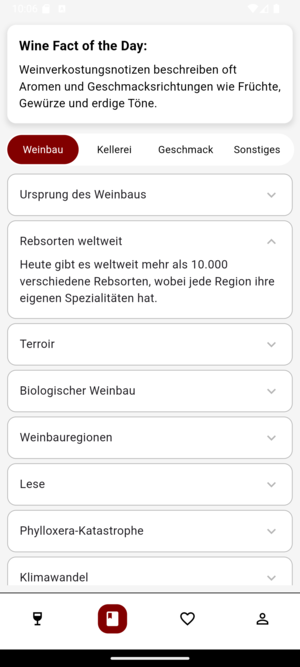 Wine Fact of the Day:
Weinverkostungsnotizen beschreiben oft
Aromen und Geschmacksrichtungen wie Früchte,
Gewürze und erdige Töne.
Weinbau Kellerei Geschmack Sonstiges
Ursprung des Weinbaus
Rebsorten weltweit
Heute gibt es weltweit mehr als 10.000
verschiedene Rebsorten, wobei jede Region ihre
eigenen Spezialitäten hat.
Terroir
Biologischer Weinbau
Weinbauregionen
Lese
Phylloxera-Katastrophe
Klimawandel